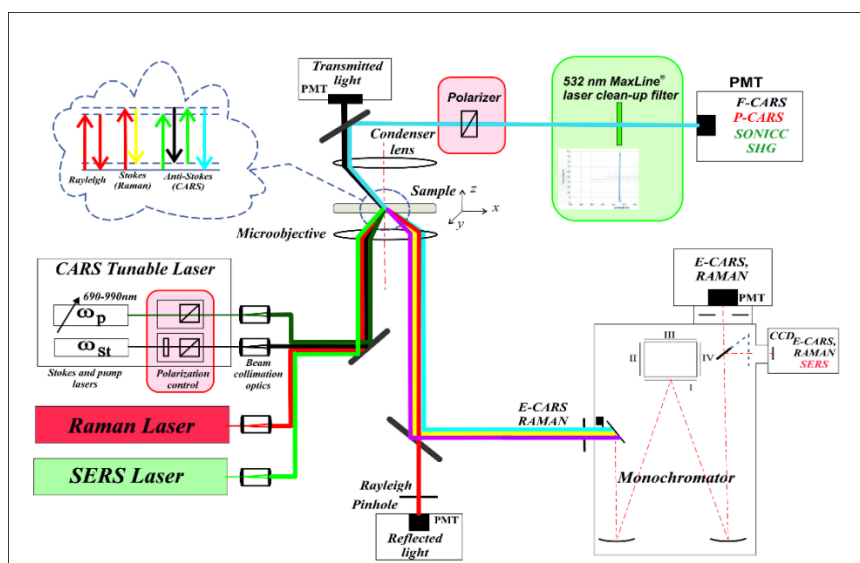 Transmitted
light
PMT
Polarizer
532 nm MaxLine®
laser clean-up filter
PMT
F-CARS
P-CARS
SONICC
SHG
Condenser
lens
Rayleigh
Stokes
(Raman)
Anti-Stokes
(CARS)
Sample
z
x
y
Microobjective
CARS Tunable Laser
690-990nm
ωp
ωSt
Stokes and pump
lasers
Polarization
control
Beam
collimation
optics
Raman Laser
SERS Laser
E-CARS
RAMAN
Rayleigh
Pinhole
PMT
Reflected
light
E-CARS,
RAMAN
PMT
III
II
IV
I
CCD
E-CARS,
RAMAN
SERS
Monochromator